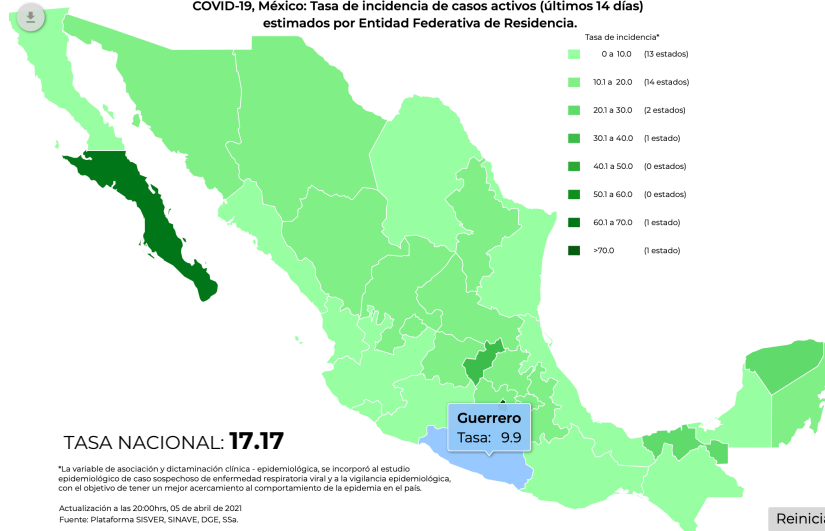 COVID-19, México: Tasa de incidencia de casos activos (últimos 14 días)
estimados por Entidad Federativa de Residencia.
Tasa de incidencia*
0 a 10.0 (13 estados)
10.1 a 20.0 (14 estados)
20.1 a 30.0 (2 estados)
30.1 a 40.0 (1 estado)
40.1 a 50.0 (0 estados)
50.1 a 60.0 (0 estados)
60.1 a 70.0 (1 estado)
>70.0 (1 estado)
Guerrero
Tasa: 9.9
TASA NACIONAL: 17.17
*La variable de asociación y dictaminación clínica - epidemiológica, se incorporó al estudio
epidemiológico de caso sospechoso de enfermedad respiratoria viral y a la vigilancia epidemiológica,
con el objetivo de tener un mejor acercamiento al comportamiento de la epidemia en el país.
Actualización a las 20:00hrs, 05 de abril de 2021
Fuente: Plataforma SISVER, SINAVE, DGE, SSa.
Reinicia